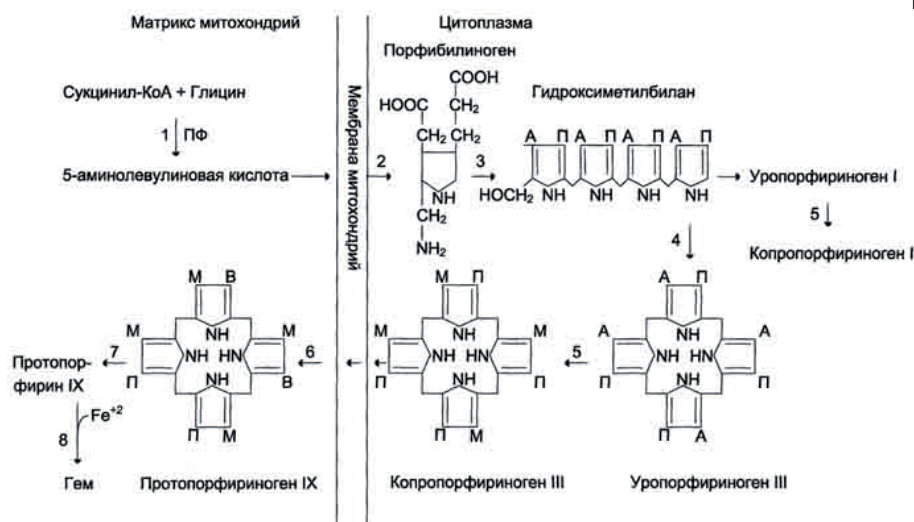 Матрикс митохондрий
Цитоплазма
Порфибилиноген
Сукцинил-КоА + Глицин
1 ПФ
5-аминолевулиновая кислота
Мембрана митохондрий
2
COOH
HOOC
CH₂
CH₂ CH₂
NH
CH₂
NH₂
3
Гидроксиметилбилан
А П А П А П А П
HOCH₂ NH NH NH NH
Уропорфириноген I
5
Копропорфириноген I
4
М В
М М
NH
NH HN
NH
П В
П М
Протопорфириноген IX
7
Протопор-
фирин IX
Fe⁺²
8
Гем
6
М П
М М
NH
NH HN
NH
П П
П М
Копропорфириноген III
5
А П
А А
NH
NH HN
NH
П П
П А
Уропорфириноген III